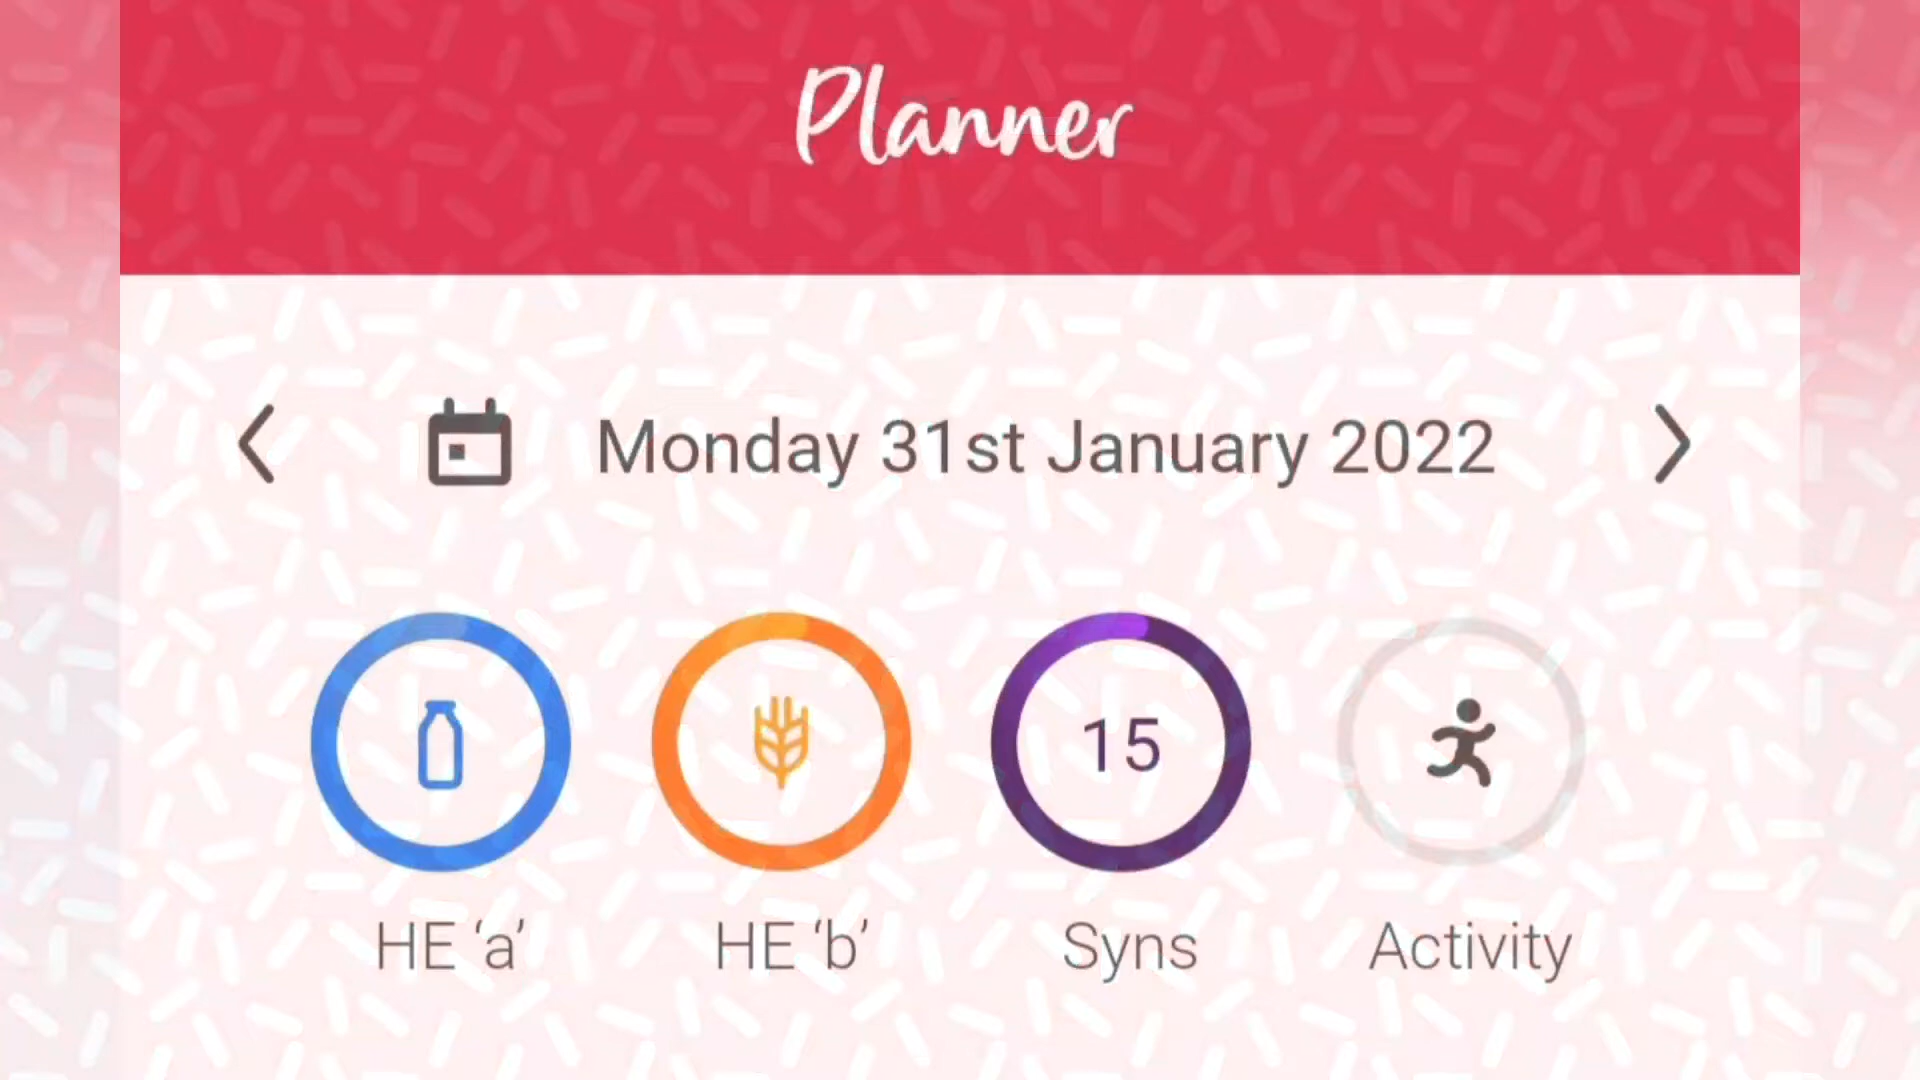 Planner
Monday 31st January 2022
15
HE ‘a’
HE ‘b’
Syns
Activity